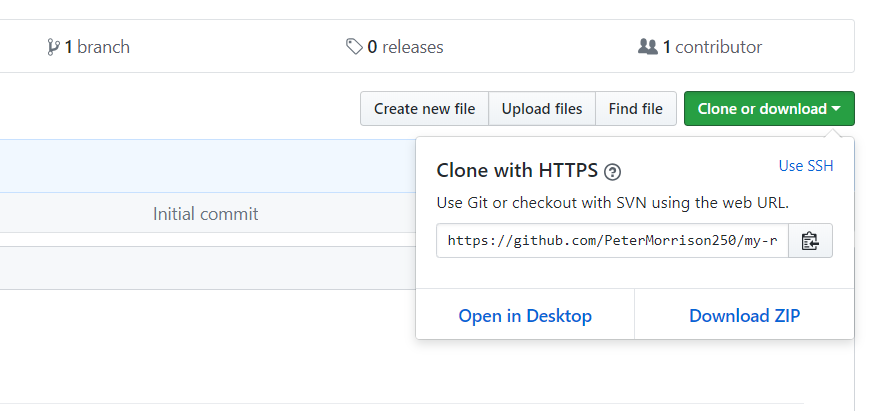 1 branch 0 releases 1 contributor
Create new file Upload files Find file Clone or download
Clone with HTTPS ? Use SSH
Use Git or checkout with SVN using the web URL.
Initial commit
https://github.com/PeterMorrison250/my-r
Open in Desktop Download ZIP